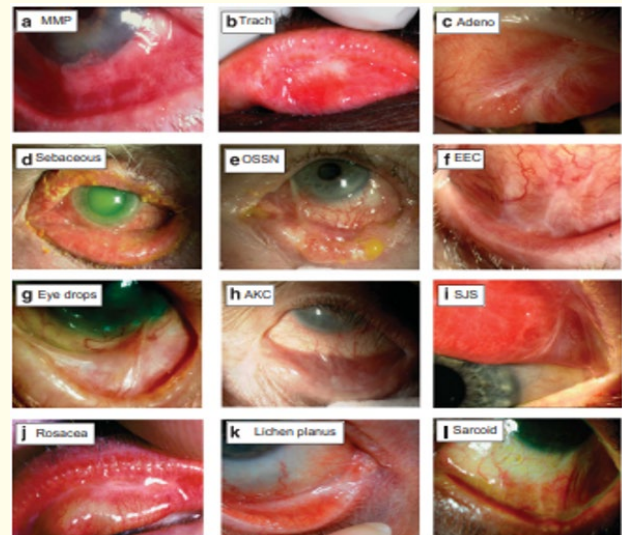 a MMP
b Trach
c Adeno
d Sebaceous
e OSSN
f EEC
g Eye drops
h AKC
i SJS
j Rosacea
k Lichen planus
l Sarcoid